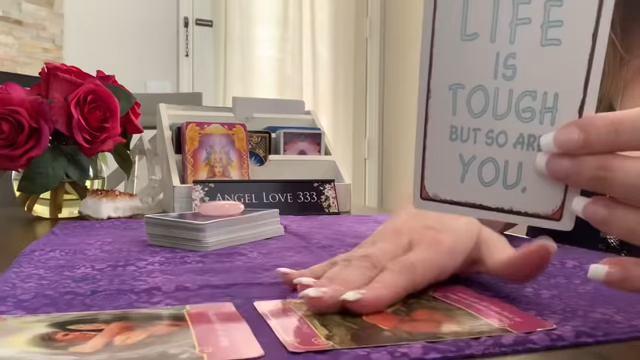 LIFE
IS
TOUGH
BUT SO ARE
YOU.
ANGEL LOVE 333